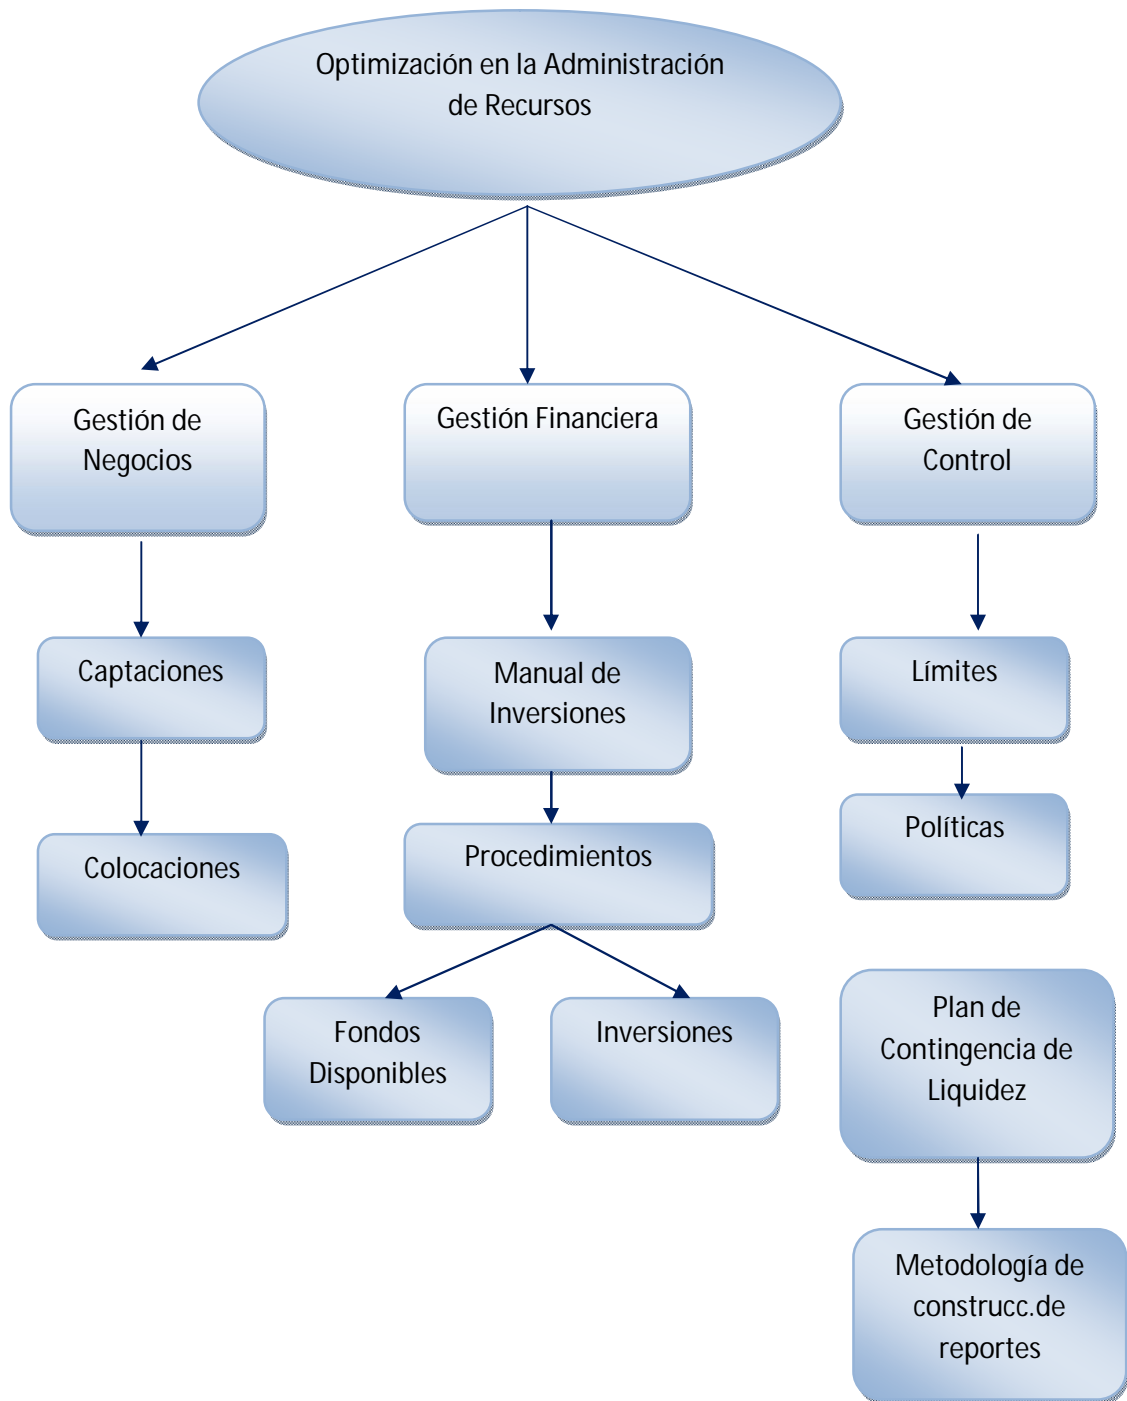 Optimización en la Administración
de Recursos
Gestión de
Negocios
Gestión Financiera
Gestión de
Control
Captaciones
Manual de
Inversiones
Límites
Políticas
Colocaciones
Procedimientos
Fondos
Disponibles
Inversiones
Plan de
Contingencia de
Liquidez
Metodología de
construcc.de
reportes